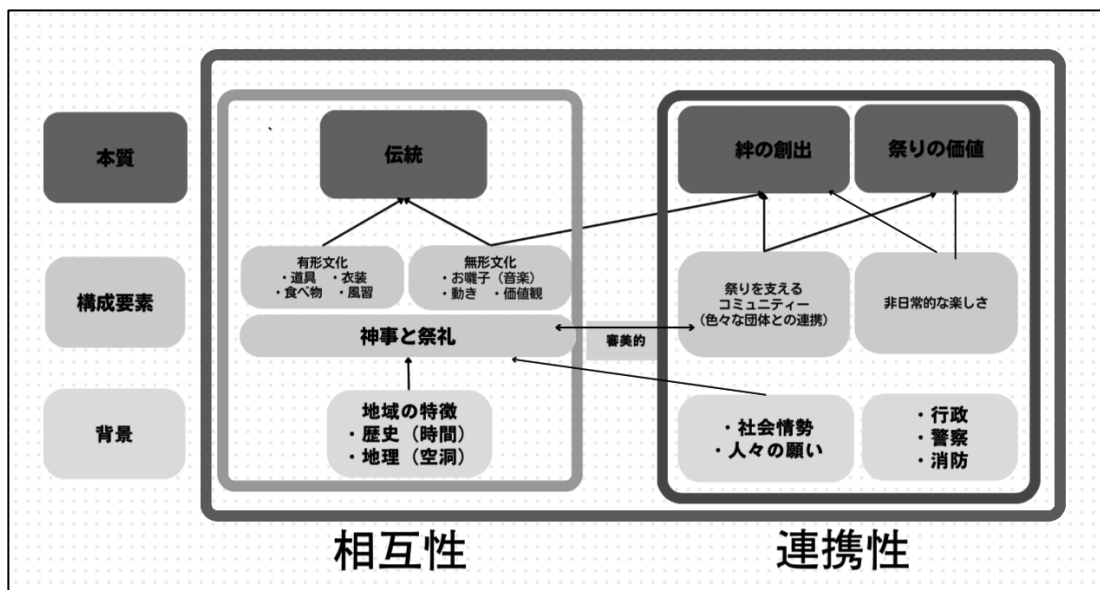 本質
伝統
絆の創出
祭りの価値
構成要素
有形文化
・道具　・衣装
・食べ物　・風習
無形文化
・お囃子（音楽）
・動き　・価値観
祭りを支える
コミュニティー
（色々な団体との連携）
非日常的な楽しさ
神事と祭礼
審美的
背景
地域の特徴
・歴史（時間）
・地理（空洞）
・社会情勢
・人々の願い
・行政
・警察
・消防
相互性
連携性